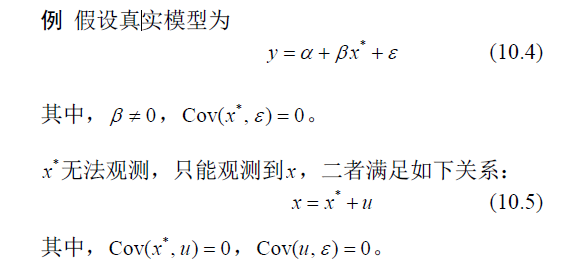 例 假设真实模型为
y = α + βx* + ε (10.4)
其中，β ≠ 0，Cov(x*, ε) = 0。
x*无法观测，只能观测到x，二者满足如下关系：
x = x* + u (10.5)
其中，Cov(x*, u) = 0，Cov(u, ε) = 0。